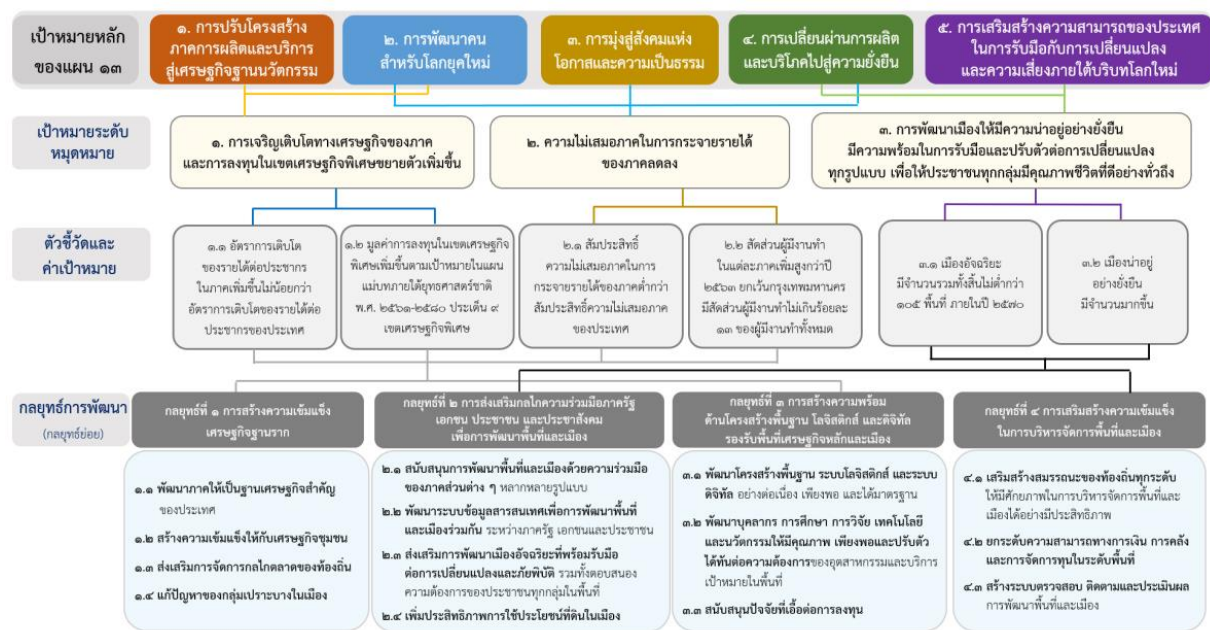 เป้าหมายหลัก
ของแผน ๑๓
๑. การปรับโครงสร้าง
ภาคการผลิตและบริการ
สู่เศรษฐกิจฐานนวัตกรรม
๒. การพัฒนาคน
สำหรับโลกยุคใหม่
๓. การมุ่งสู่สังคมแห่ง
โอกาสและความเป็นธรรม
๔. การเปลี่ยนผ่านการผลิต
และบริโภคไปสู่ความยั่งยืน
๕. การเสริมสร้างความสามารถของประเทศ
ในการรับมือกับการเปลี่ยนแปลง
และความเสี่ยงภายใต้บริบทโลกใหม่
เป้าหมายระดับ
หมุดหมาย
๑. การเจริญเติบโตทางเศรษฐกิจของภาค
และการลงทุนในเขตเศรษฐกิจพิเศษขยายตัวเพิ่มขึ้น
๒. ความไม่เสมอภาคในการกระจายรายได้
ของภาคลดลง
๓. การพัฒนาเมืองให้มีความน่าอยู่อย่างยั่งยืน
มีความพร้อมในการรับมือและปรับตัวต่อการเปลี่ยนแปลง
ทุกรูปแบบ เพื่อให้ประชาชนทุกกลุ่มมีคุณภาพชีวิตที่ดีอย่างทั่วถึง
ตัวชี้วัดและ
ค่าเป้าหมาย
๑.๑ อัตราการเติบโต
ของรายได้ต่อประชากร
ในภาคเพิ่มขึ้นไม่น้อยกว่า
อัตราการเติบโตของรายได้ต่อ
ประชากรของประเทศ
๑.๒ มูลค่าการลงทุนในเขตเศรษฐกิจ
พิเศษเพิ่มขึ้นตามเป้าหมายในแผน
แม่บทภายใต้ยุทธศาสตร์ชาติ
พ.ศ. ๒๕๖๑-๒๕๘๐ ประเด็น ๙
เขตเศรษฐกิจพิเศษ
๒.๑ สัมประสิทธิ์
ความไม่เสมอภาคในการ
กระจายรายได้ของภาคต่ำกว่า
สัมประสิทธิ์ความไม่เสมอภาค
ของประเทศ
๒.๒ สัดส่วนผู้มีงานทำ
ในแต่ละภาคเพิ่มสูงกว่าปี
๒๕๖๓ ยกเว้นกรุงเทพมหานคร
มีสัดส่วนผู้มีงานทำไม่เกินร้อยละ
๑๓ ของผู้มีงานทำทั้งหมด
๓.๑ เมืองอัจฉริยะ
มีจำนวนรวมทั้งสิ้นไม่ต่ำกว่า
๑๐๕ พื้นที่ ภายในปี ๒๕๗๐
๓.๒ เมืองน่าอยู่
อย่างยั่งยืน
มีจำนวนมากขึ้น
กลยุทธ์การพัฒนา
(กลยุทธ์ย่อย)
กลยุทธ์ที่ ๑ การสร้างความเข้มแข็ง
เศรษฐกิจฐานราก
๑.๑ พัฒนาภาคให้เป็นฐานเศรษฐกิจสำคัญ
ของประเทศ
๑.๒ สร้างความเข้มแข็งให้กับเศรษฐกิจชุมชน
๑.๓ ส่งเสริมการจัดการกลไกตลาดของท้องถิ่น
๑.๔ แก้ปัญหาของกลุ่มเปราะบางในเมือง
กลยุทธ์ที่ ๒ การส่งเสริมกลไกความร่วมมือภาครัฐ
เอกชน ประชาชน และประชาสังคม
เพื่อการพัฒนาพื้นที่และเมือง
๒.๑ สนับสนุนการพัฒนาพื้นที่และเมืองด้วยความร่วมมือ
ของภาคส่วนต่าง ๆ หลากหลายรูปแบบ
๒.๒ พัฒนาระบบข้อมูลสารสนเทศเพื่อการพัฒนาพื้นที่
และเมืองร่วมกัน ระหว่างภาครัฐ เอกชนและประชาชน
๒.๓ ส่งเสริมการพัฒนาเมืองอัจฉริยะที่พร้อมรับมือ
ต่อการเปลี่ยนแปลงและภัยพิบัติ รวมทั้งตอบสนอง
ความต้องการของประชาชนทุกกลุ่มในพื้นที่
๒.๔ เพิ่มประสิทธิภาพการใช้ประโยชน์ที่ดินในเมือง
กลยุทธ์ที่ ๓ การสร้างความพร้อม
ด้านโครงสร้างพื้นฐาน โลจิสติกส์ และดิจิทัล
รองรับพื้นที่เศรษฐกิจหลักและเมือง
๓.๑ พัฒนาโครงสร้างพื้นฐาน ระบบโลจิสติกส์ และระบบ
ดิจิทัล อย่างต่อเนื่อง เพียงพอ และได้มาตรฐาน
๓.๒ พัฒนาบุคลากร การศึกษา การวิจัย เทคโนโลยี
และนวัตกรรมให้มีคุณภาพ เพียงพอและปรับตัว
ได้ทันต่อความต้องการของอุตสาหกรรมและบริการ
เป้าหมายในพื้นที่
๓.๓ สนับสนุนปัจจัยที่เอื้อต่อการลงทุน
กลยุทธ์ที่ ๔ การเสริมสร้างความเข้มแข็ง
ในการบริหารจัดการพื้นที่และเมือง
๔.๑ เสริมสร้างสมรรถนะของท้องถิ่นทุกระดับ
ให้มีศักยภาพในการบริหารจัดการพื้นที่และ
เมืองได้อย่างมีประสิทธิภาพ
๔.๒ ยกระดับความสามารถทางการเงิน การคลัง
และการจัดการทุนในระดับพื้นที่
๔.๓ สร้างระบบตรวจสอบ ติดตามและประเมินผล
การพัฒนาพื้นที่และเมือง